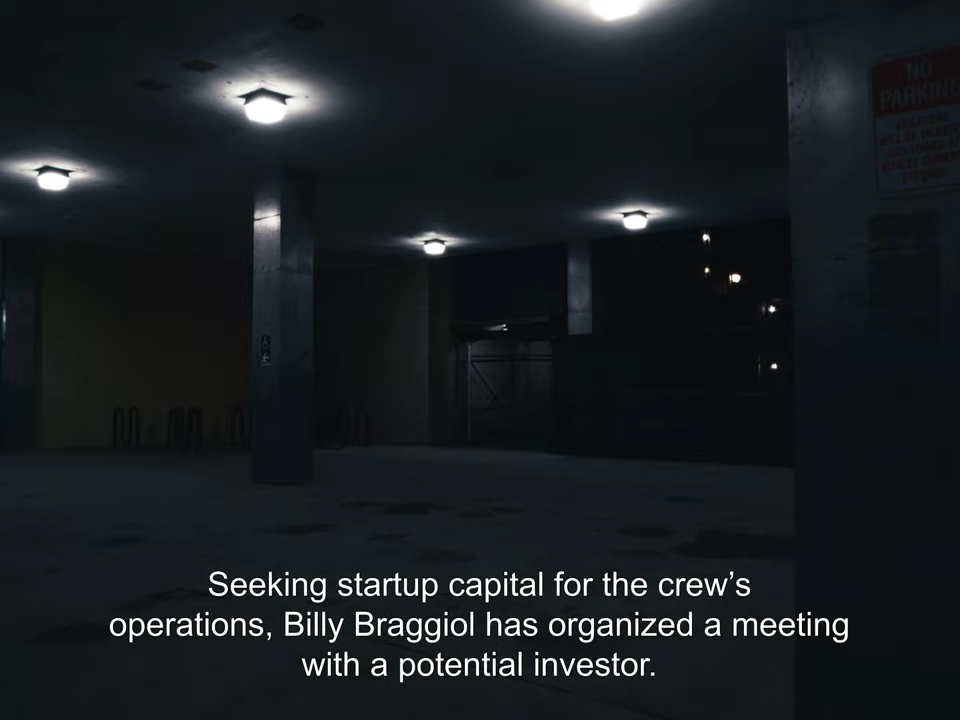 NO
PARKING
Seeking startup capital for the crew’s
operations, Billy Braggiol has organized a meeting
with a potential investor.